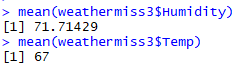 > mean(weathermiss3$Humidity)
[1] 71.71429
> mean(weathermiss3$Temp)
[1] 67